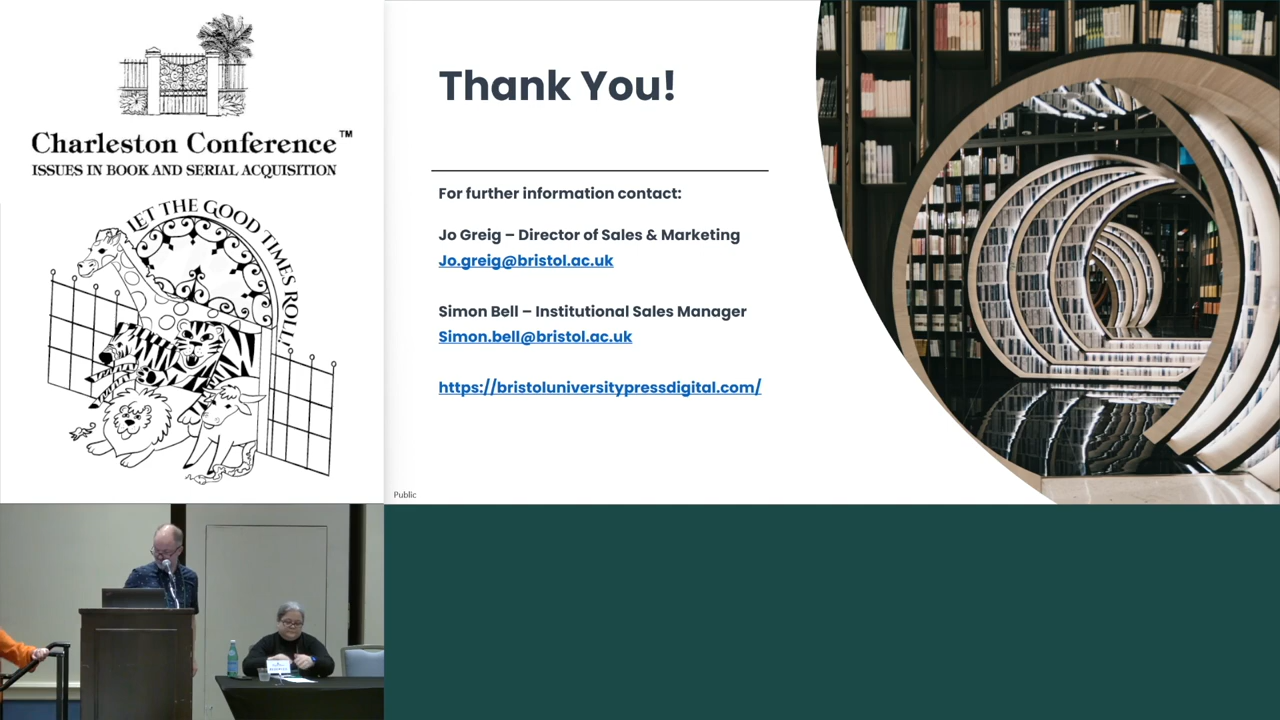 Charleston Conference™
ISSUES IN BOOK AND SERIAL ACQUISITION
LET THE GOOD TIMES ROLL!
Thank You!
For further information contact:
Jo Greig – Director of Sales & Marketing
Jo.greig@bristol.ac.uk
Simon Bell – Institutional Sales Manager
Simon.bell@bristol.ac.uk
https://bristoluniversitypressdigital.com/
Public